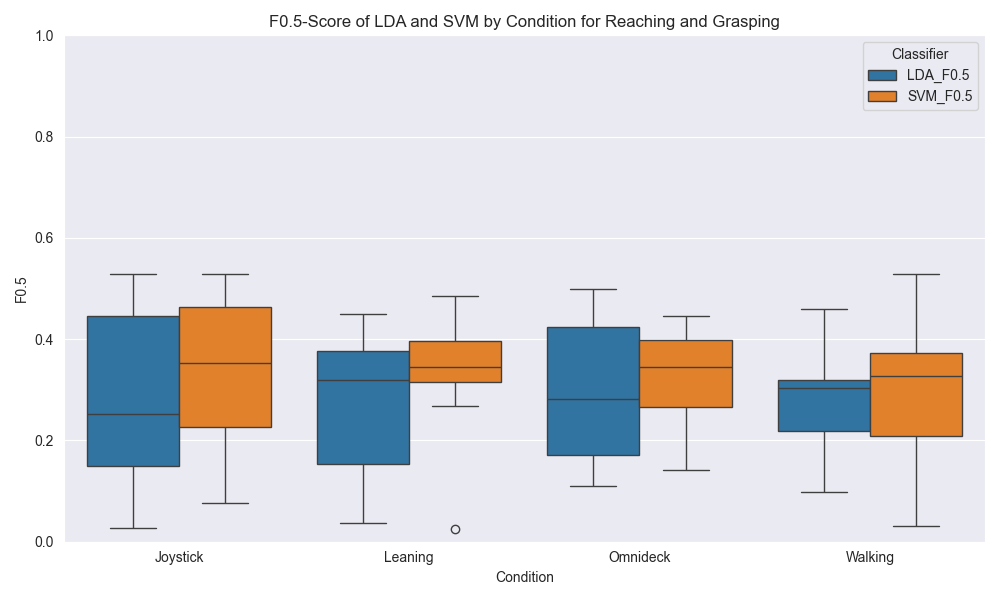 F0.5-Score of LDA and SVM by Condition for Reaching and Grasping
Classifier
LDA_F0.5
SVM_F0.5
F0.5
1.0
0.8
0.6
0.4
0.2
0.0
Joystick Leaning Omnideck Walking
Condition